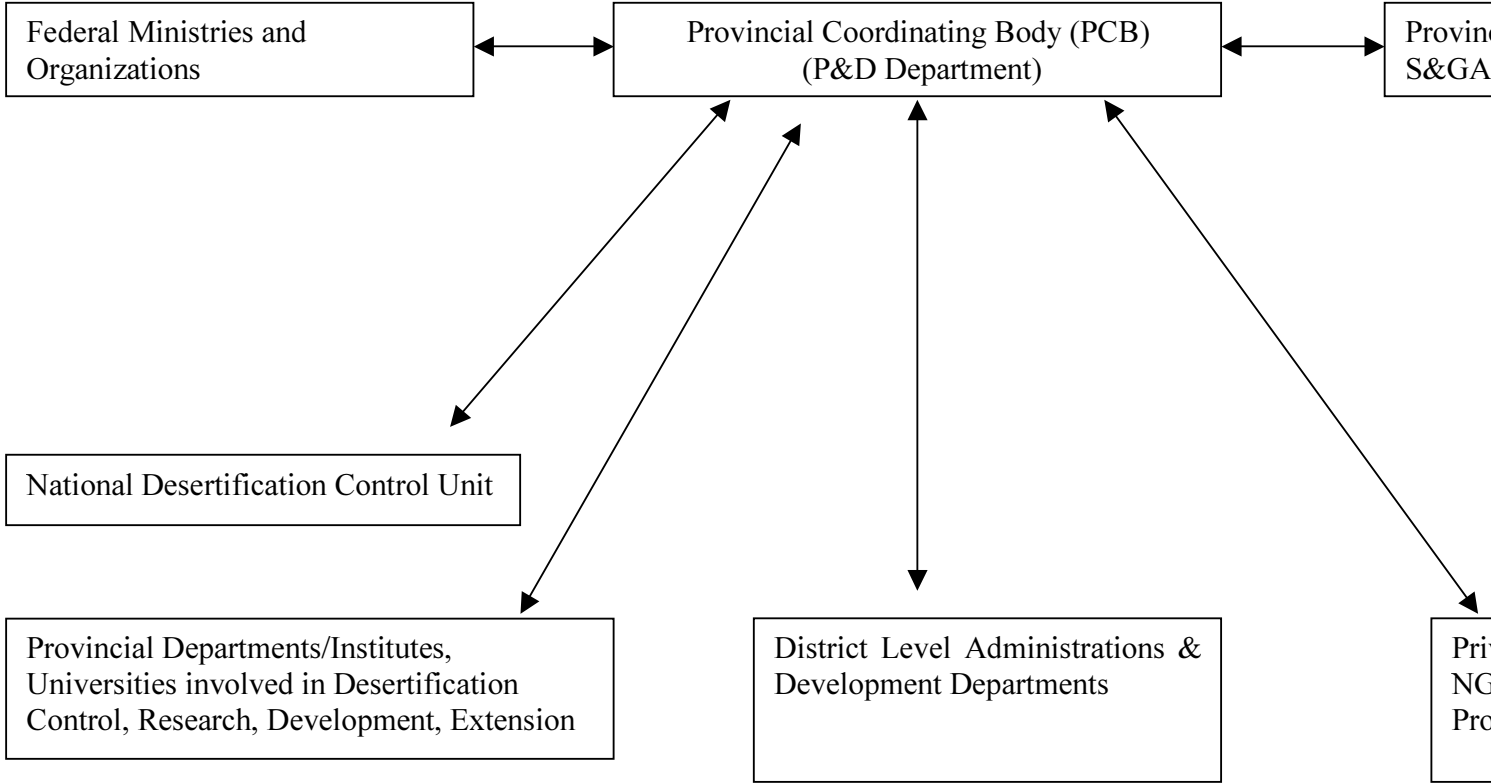 Federal Ministries and
Organizations
Provincial Coordinating Body (PCB)
(P&D Department)
S&GA
National Desertification Control Unit
Provincial Departments/Institutes,
Universities involved in Desertification
Control, Research, Development, Extension
District Level Administrations &
Development Departments